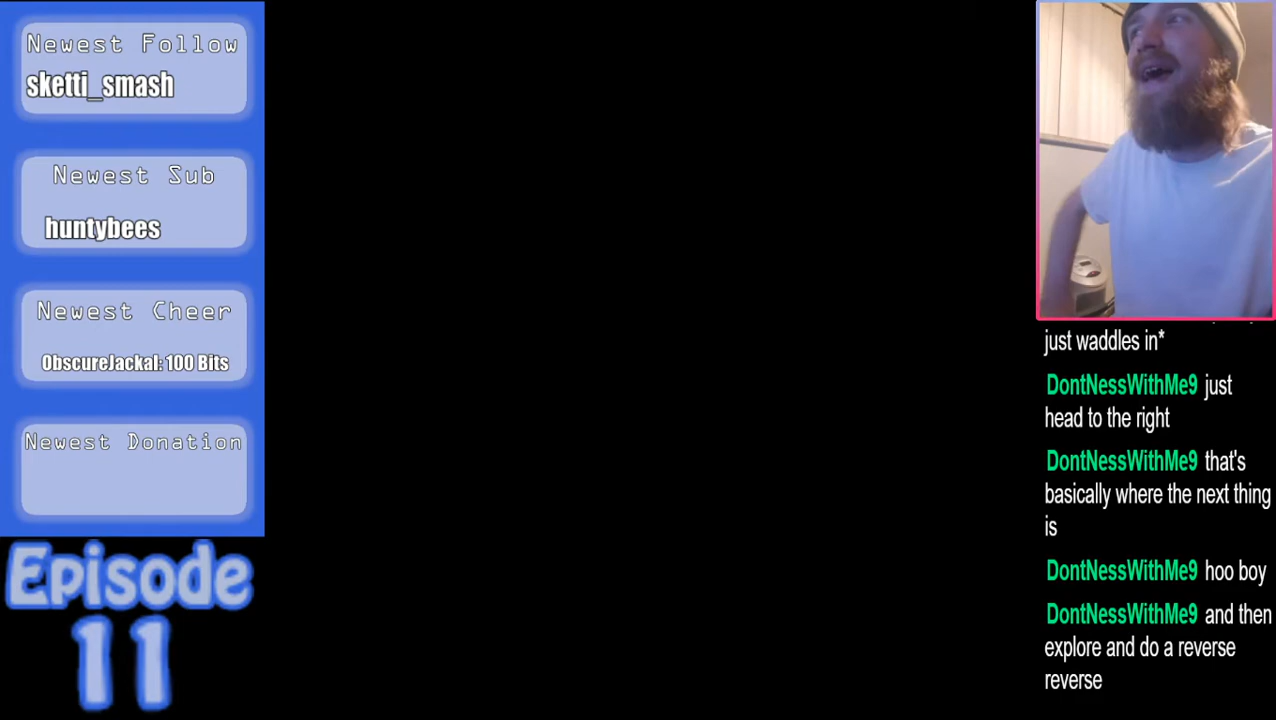 Newest Follow
sketti_smash
Newest Sub
huntybees
Newest Cheer
ObscureJackal: 100 Bits
Newest Donation
Episode
11
just waddles in*
DontNessWithMe9 just
head to the right
DontNessWithMe9 that's
basically where the next thing
is
DontNessWithMe9 hoo boy
DontNessWithMe9 and then
explore and do a reverse
reverse